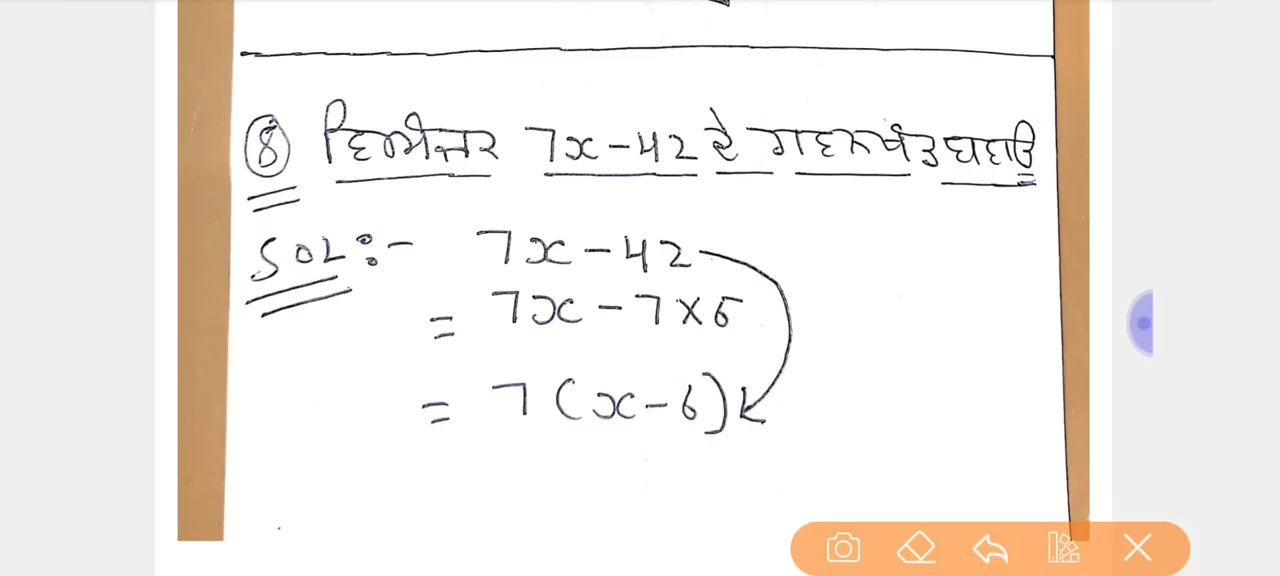 ⑧ ਵਿਅੰਜਕ 7x-42 ਦੇ ਗੁਣਨਖੰਡ ਬਣਾਓ
SOL:- 7x-42
= 7x-7×6
= 7(x-6)